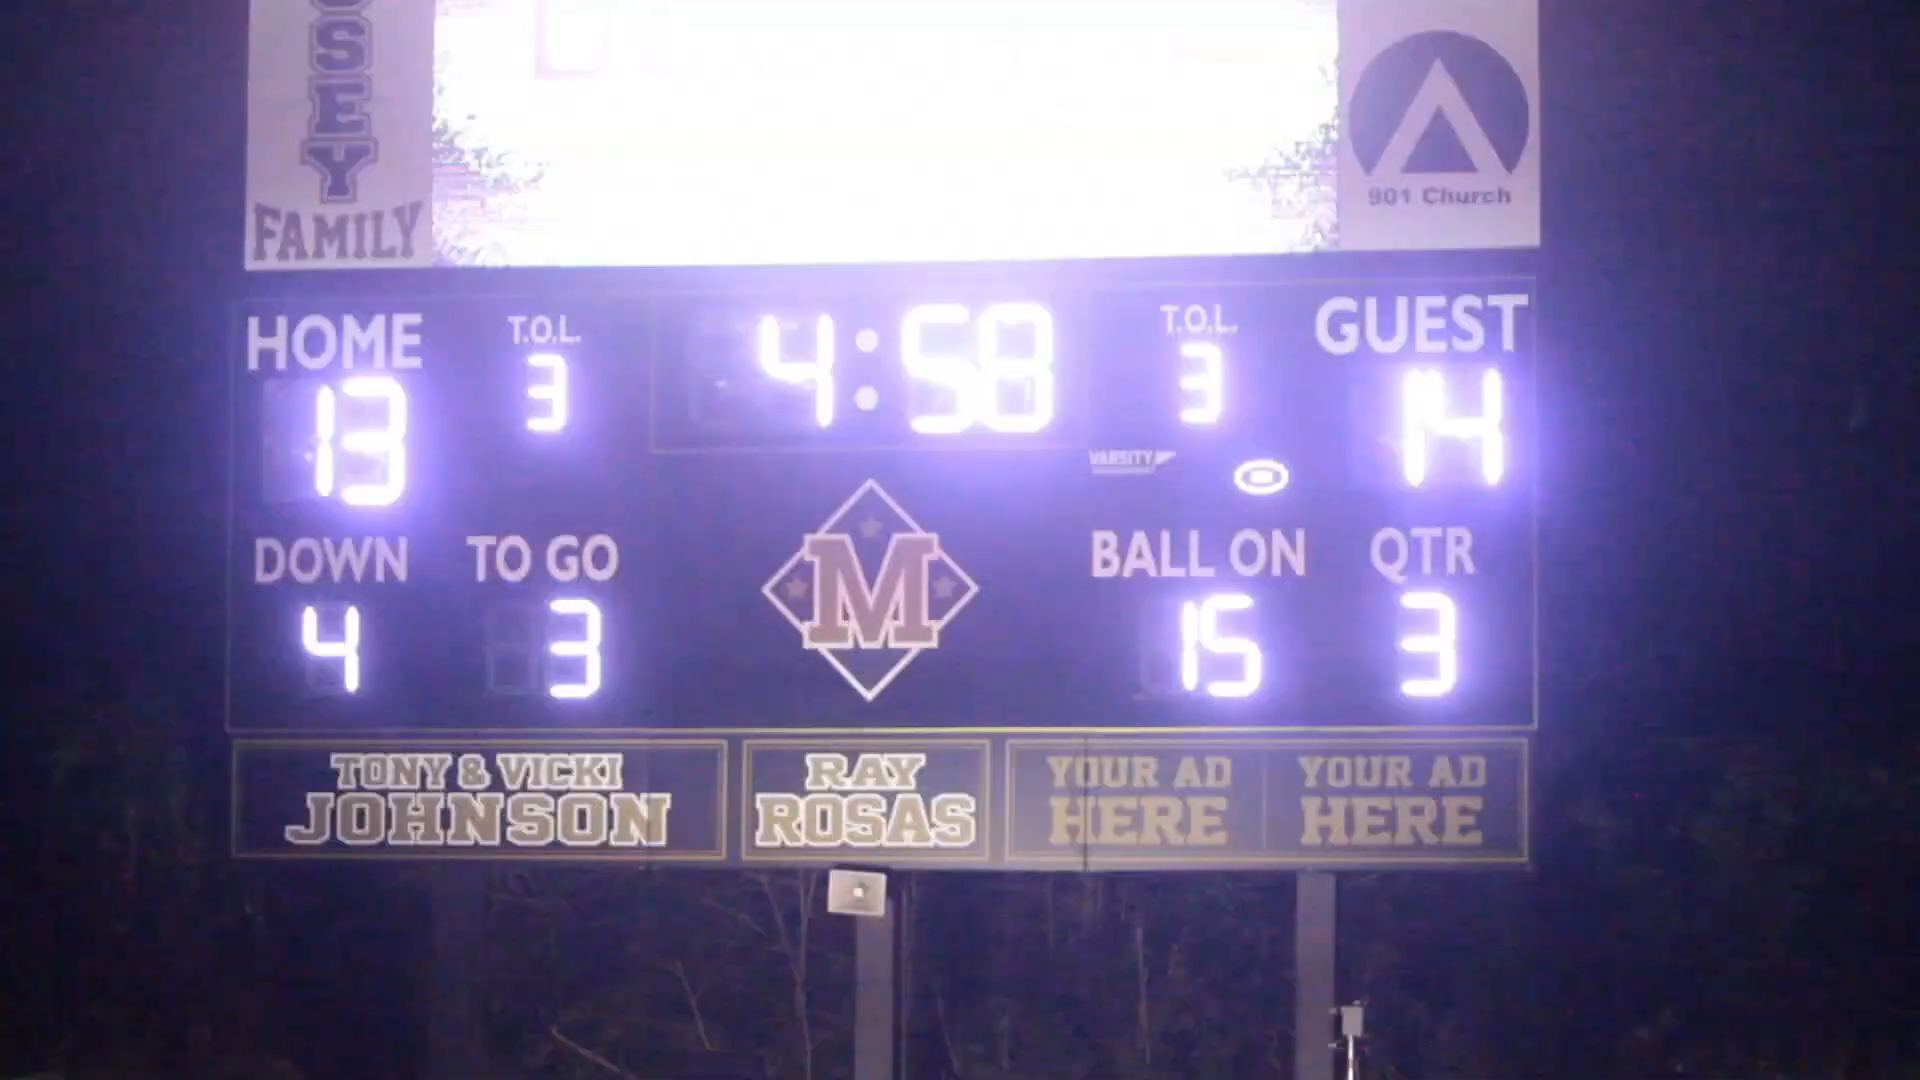 SEY
FAMILY
901 Church
HOME
T.O.L.
4:58
T.O.L.
GUEST
13
3
3
14
VARSITY
DOWN
TO GO
M
BALL ON
QTR
4
3
15
3
TONY & VICKI
JOHNSON
RAY
ROSAS
YOUR AD
HERE
YOUR AD
HERE